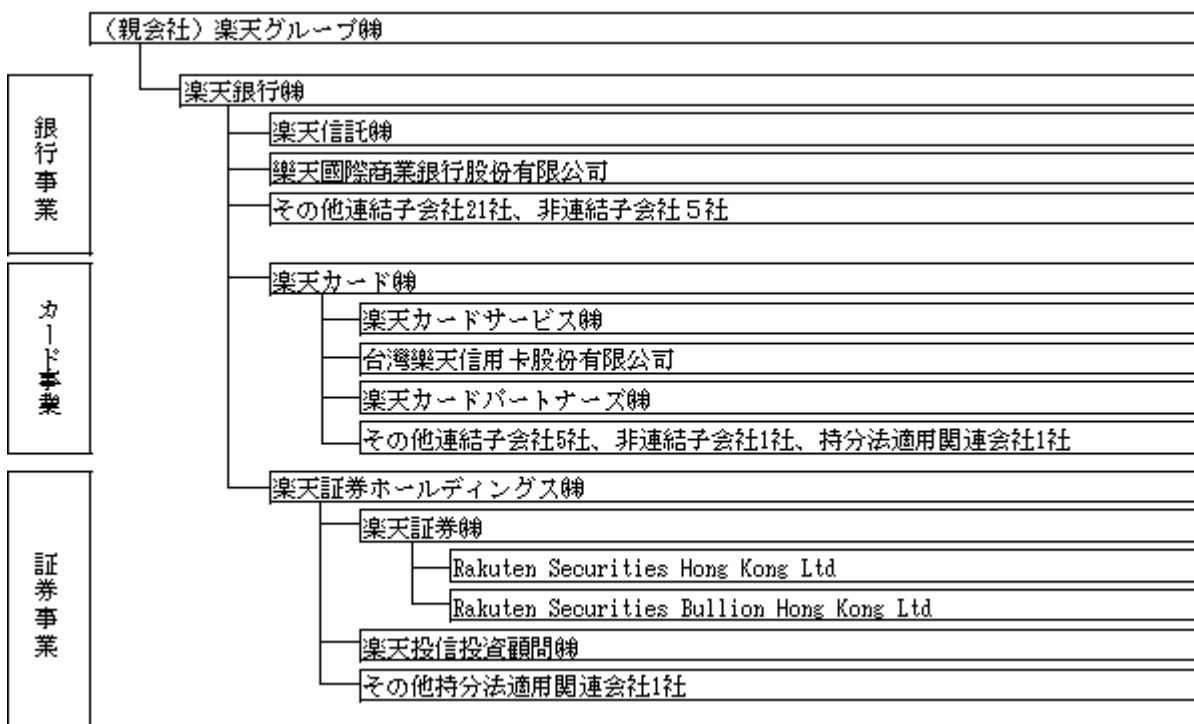 (親会社)楽天グループ㈱
銀行事業
楽天銀行㈱
楽天信託㈱
樂天國際商業銀行股份有限公司
その他連結子会社21社、非連結子会社5社
カード事業
楽天カード㈱
楽天カードサービス㈱
台灣樂天信用卡股份有限公司
楽天カードパートナーズ㈱
その他連結子会社5社、非連結子会社1社、持分法適用関連会社1社
証券事業
楽天証券ホールディングス㈱
楽天証券㈱
Rakuten Securities Hong Kong Ltd
Rakuten Securities Bullion Hong Kong Ltd
楽天投信投資顧問㈱
その他持分法適用関連会社1社